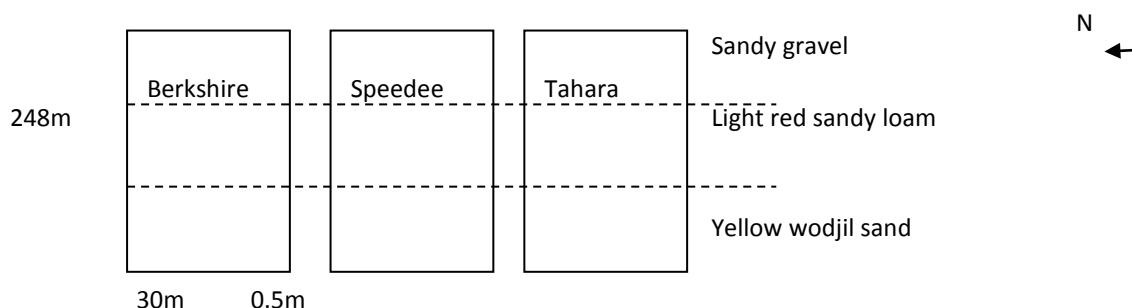 N
Sandy gravel
Berkshire Speedee Tahara
248m Light red sandy loam
Yellow wodjil sand
30m 0.5m